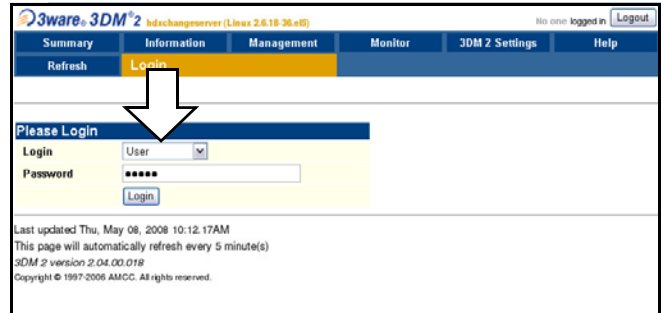 3ware® 3DM®2 hdxchangeserver (Linux 2.6.18-36.el5) No one logged in Logout
Summary Information Management Monitor 3DM 2 Settings Help
Refresh Login
Please Login
Login User
Password •••••
Login
Last updated Thu, May 08, 2008 10:12.17AM
This page will automatically refresh every 5 minute(s)
3DM 2 version 2.04.00.018
Copyright © 1997-2006 AMCC. All rights reserved.